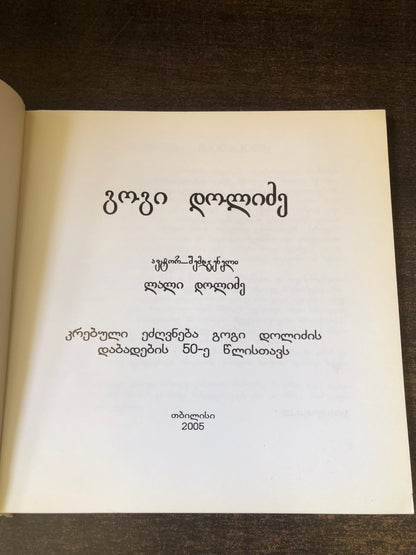 გოგი დოლიძე
ავტორ-შემდგენელი
ლალი დოლიძე
კრებული ეძღვნება გოგი დოლიძის
დაბადების 50-ე წლისთავს
თბილისი
2005